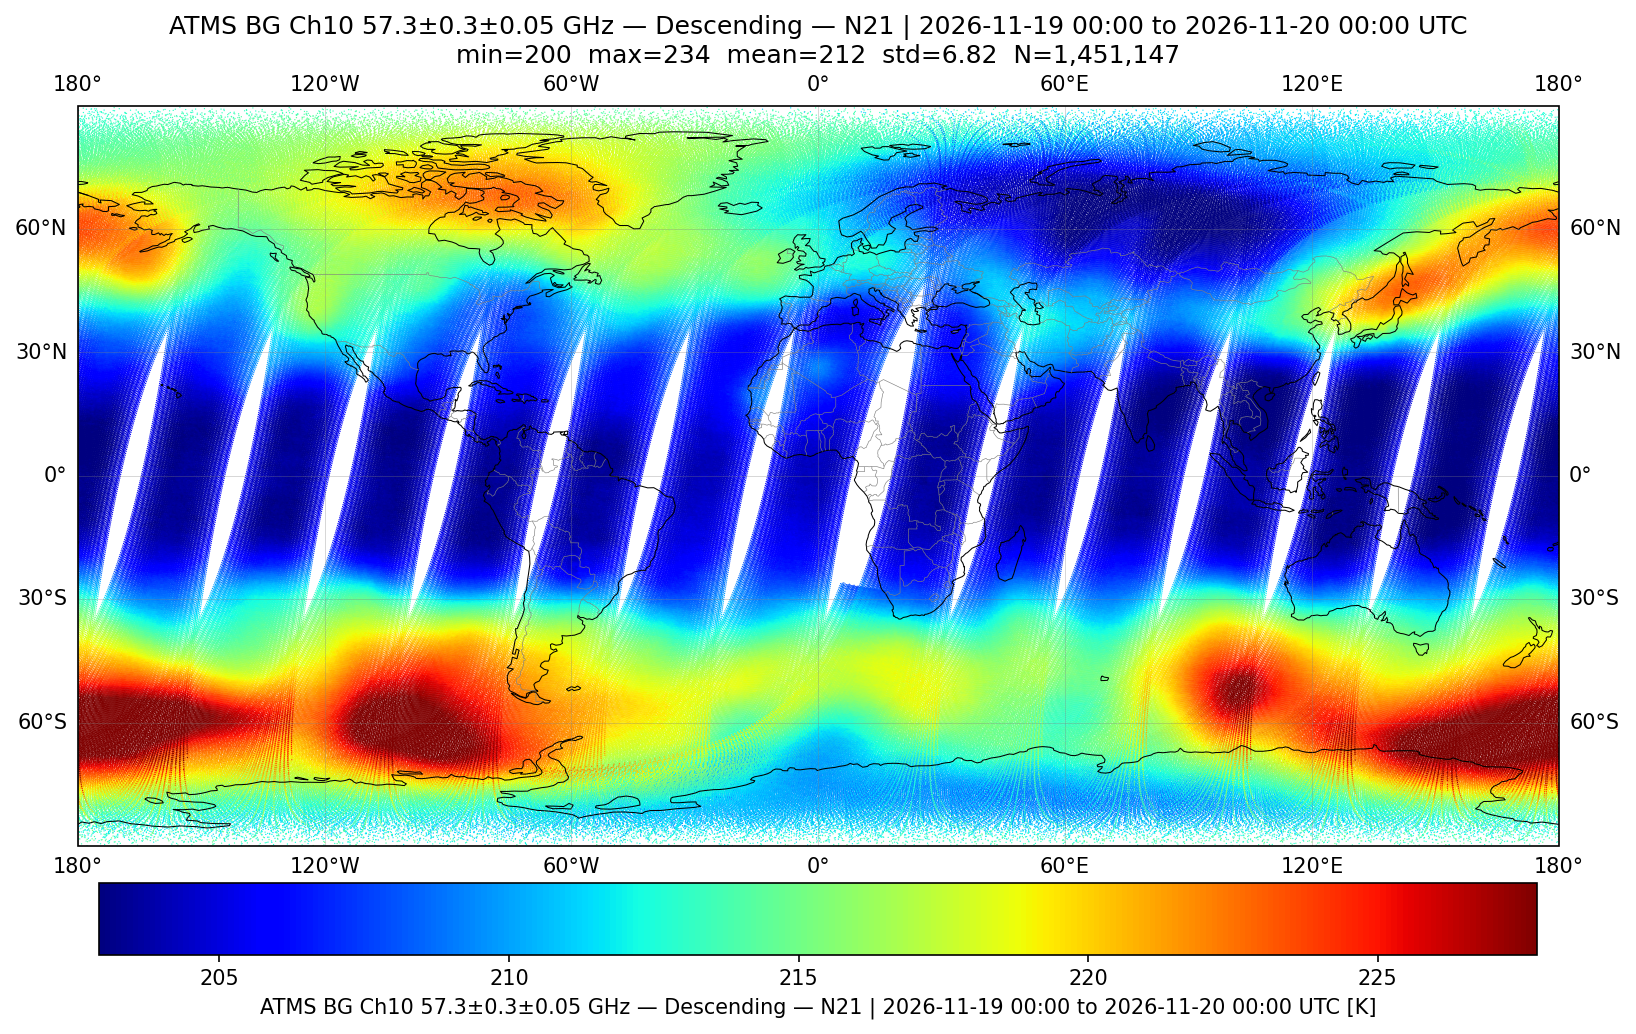 ATMS BG Ch10 57.3±0.3±0.05 GHz — Descending — N21 | 2026-11-19 00:00 to 2026-11-20 00:00 UTC
min=200 max=234 mean=212 std=6.82 N=1,451,147
180° 120°W 60°W 0° 60°E 120°E 180°
60°N 60°N
30°N 30°N
0° 0°
30°S 30°S
60°S 60°S
180° 120°W 60°W 0° 60°E 120°E 180°
205 210 215 220 225
ATMS BG Ch10 57.3±0.3±0.05 GHz — Descending — N21 | 2026-11-19 00:00 to 2026-11-20 00:00 UTC [K]